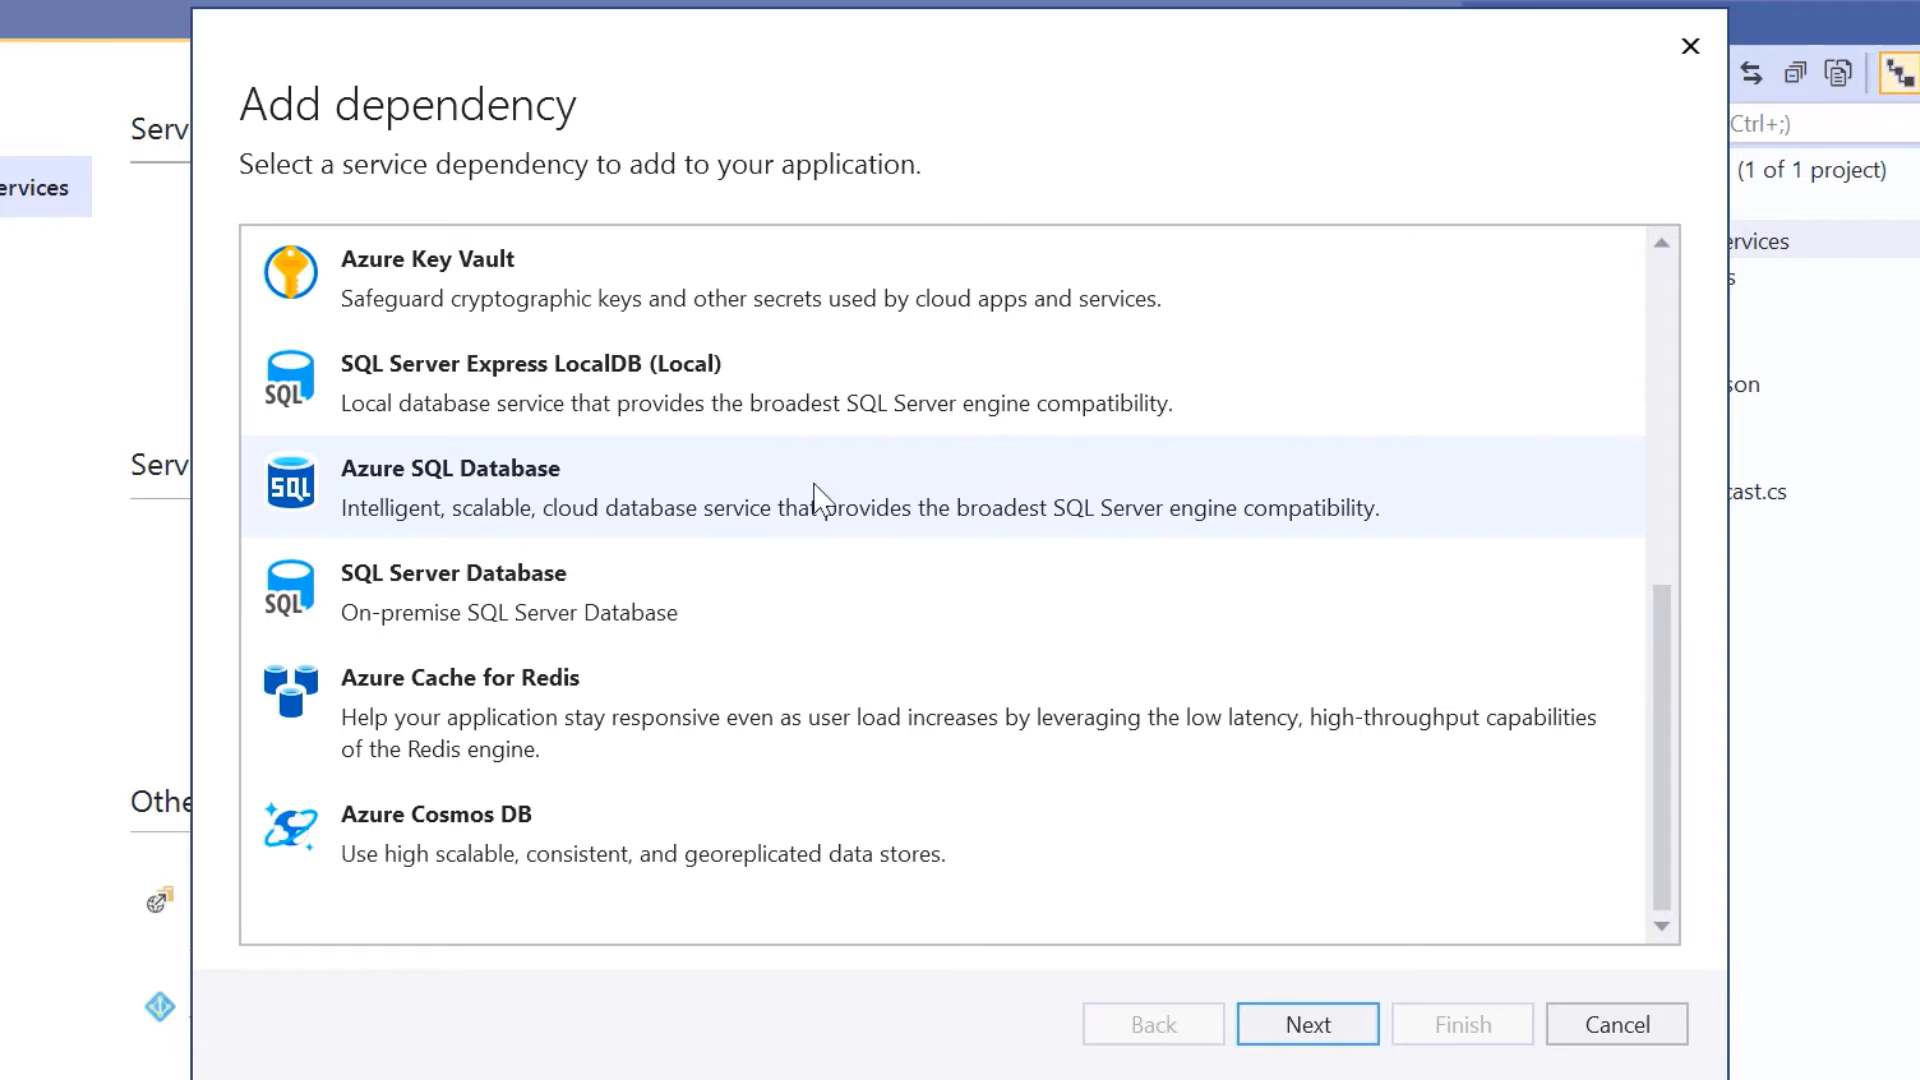 Add dependency
Select a service dependency to add to your application.
Azure Key Vault
Safeguard cryptographic keys and other secrets used by cloud apps and services.
SQL Server Express LocalDB (Local)
Local database service that provides the broadest SQL Server engine compatibility.
Azure SQL Database
Intelligent, scalable, cloud database service that provides the broadest SQL Server engine compatibility.
SQL Server Database
On-premise SQL Server Database
Azure Cache for Redis
Help your application stay responsive even as user load increases by leveraging the low latency, high-throughput capabilities
of the Redis engine.
Azure Cosmos DB
Use high scalable, consistent, and georeplicated data stores.
Back
Next
Finish
Cancel
Serv
ervices
Serv
Othe
Ctrl+;)
(1 of 1 project)
ervices
s
son
cast.cs
SQL
SQL
SQL